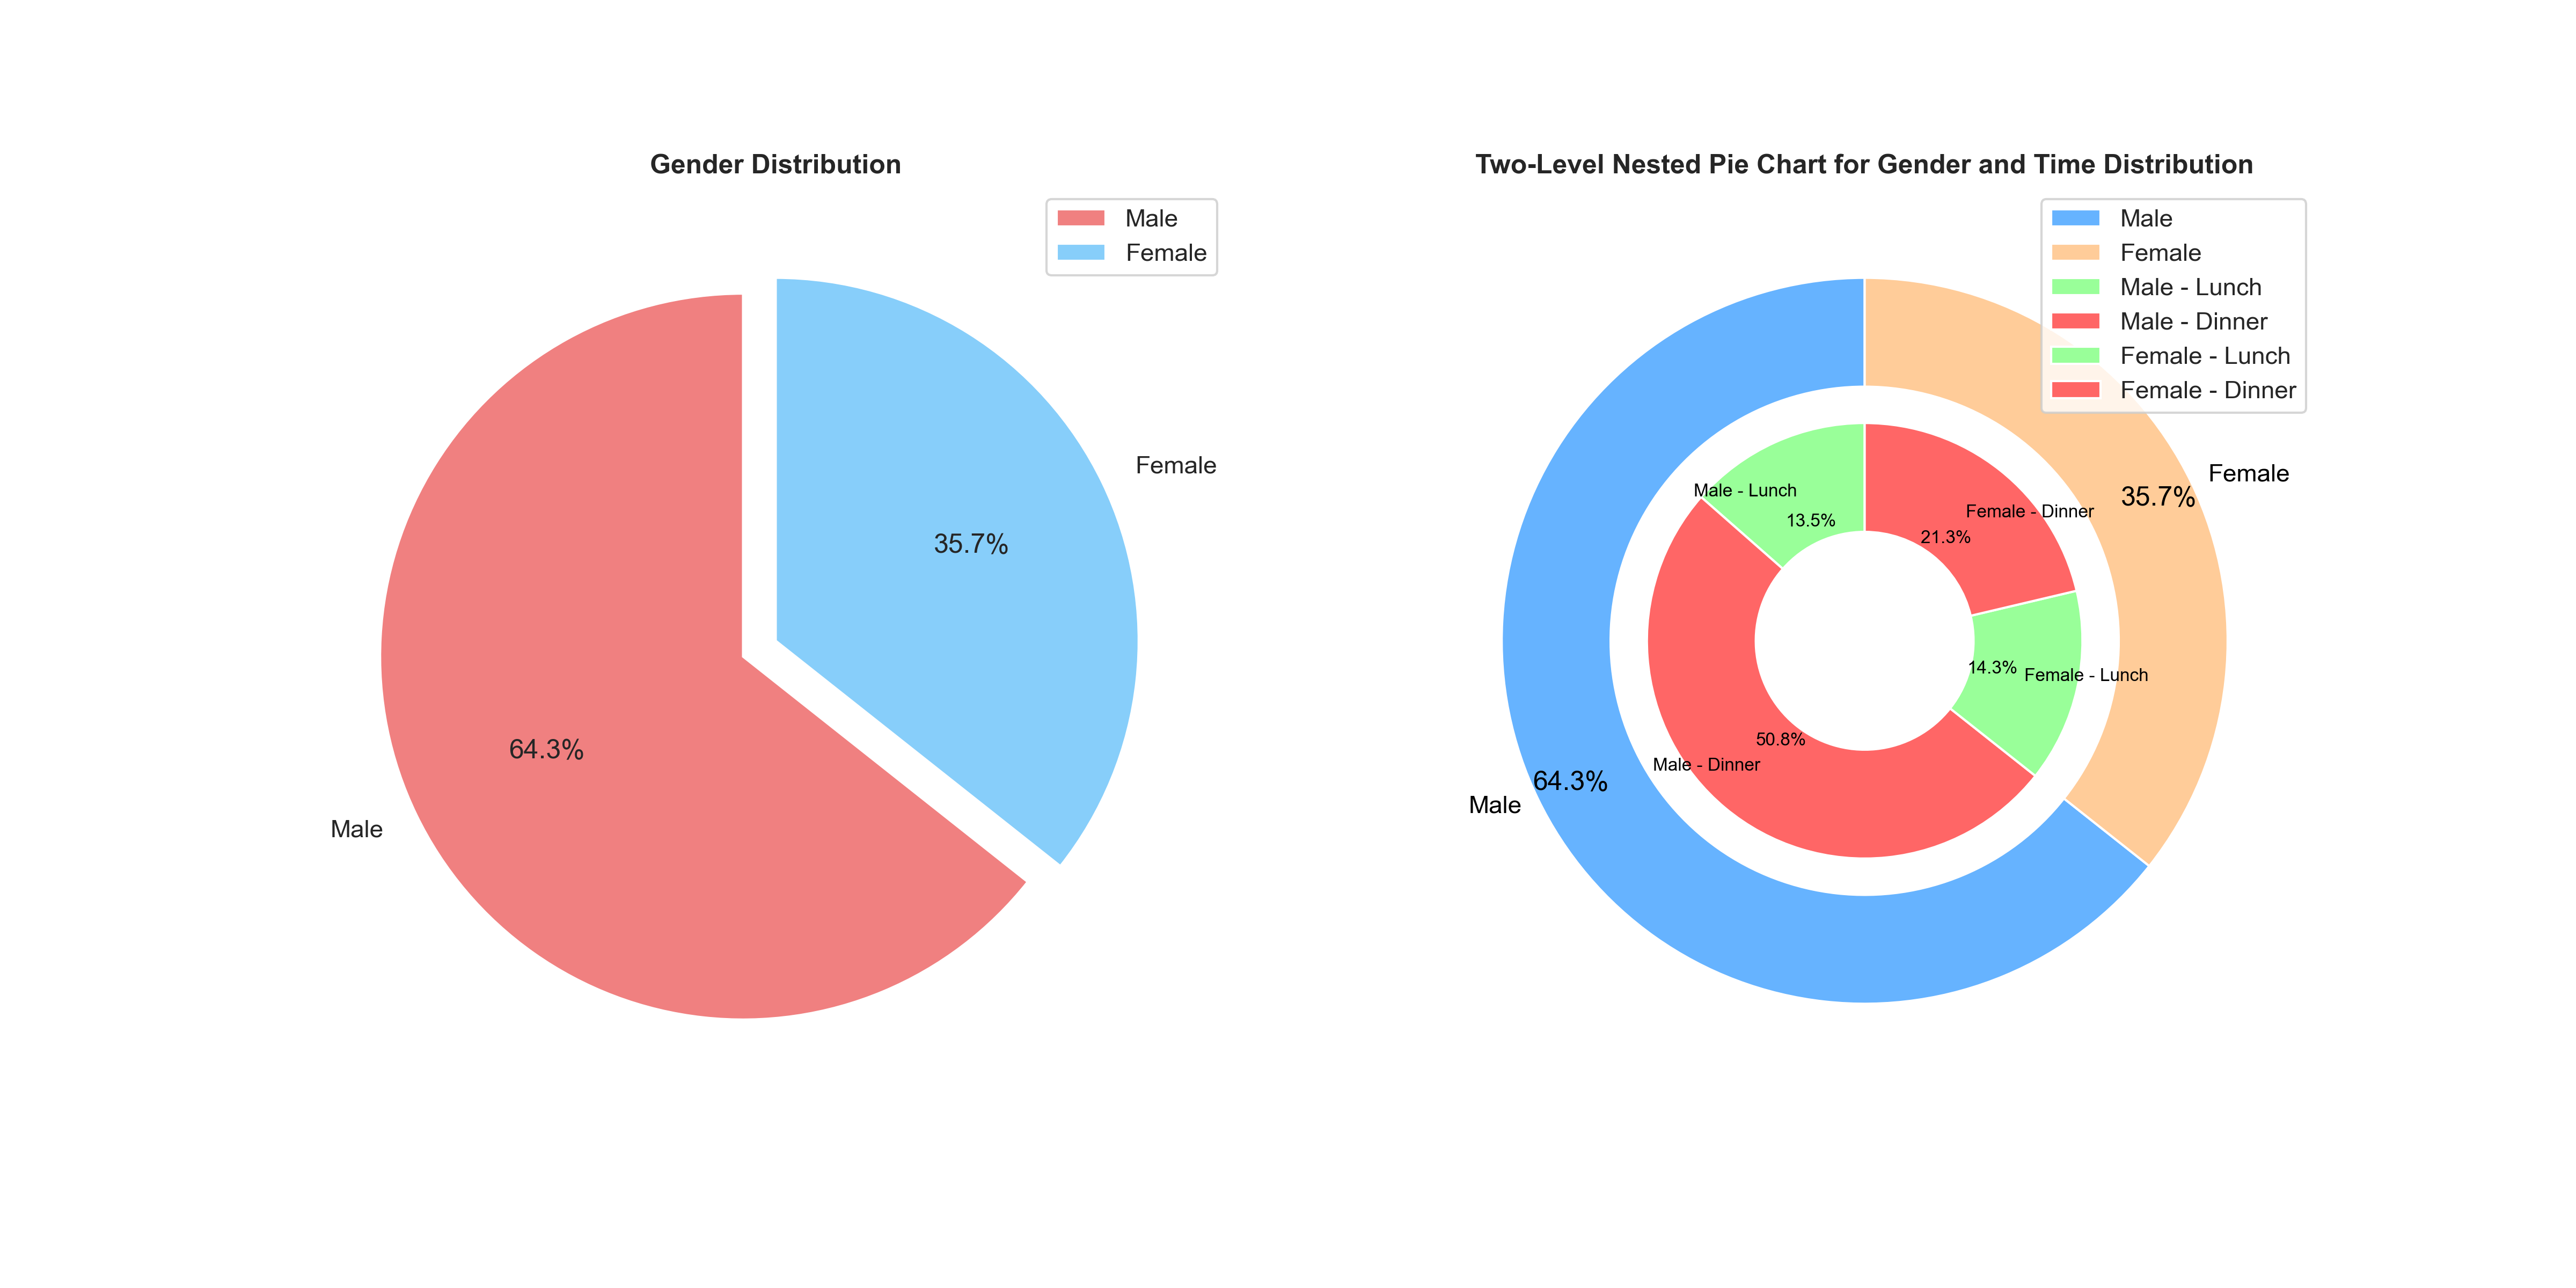 Gender Distribution
Male
Female
Female
35.7%
64.3%
Male
Two-Level Nested Pie Chart for Gender and Time Distribution
Male
Female
Male - Lunch
Male - Dinner
Female - Lunch
Female - Dinner
Female
35.7%
Male - Lunch
13.5%
Female - Dinner
21.3%
14.3%
Female - Lunch
50.8%
Male - Dinner
64.3%
Male